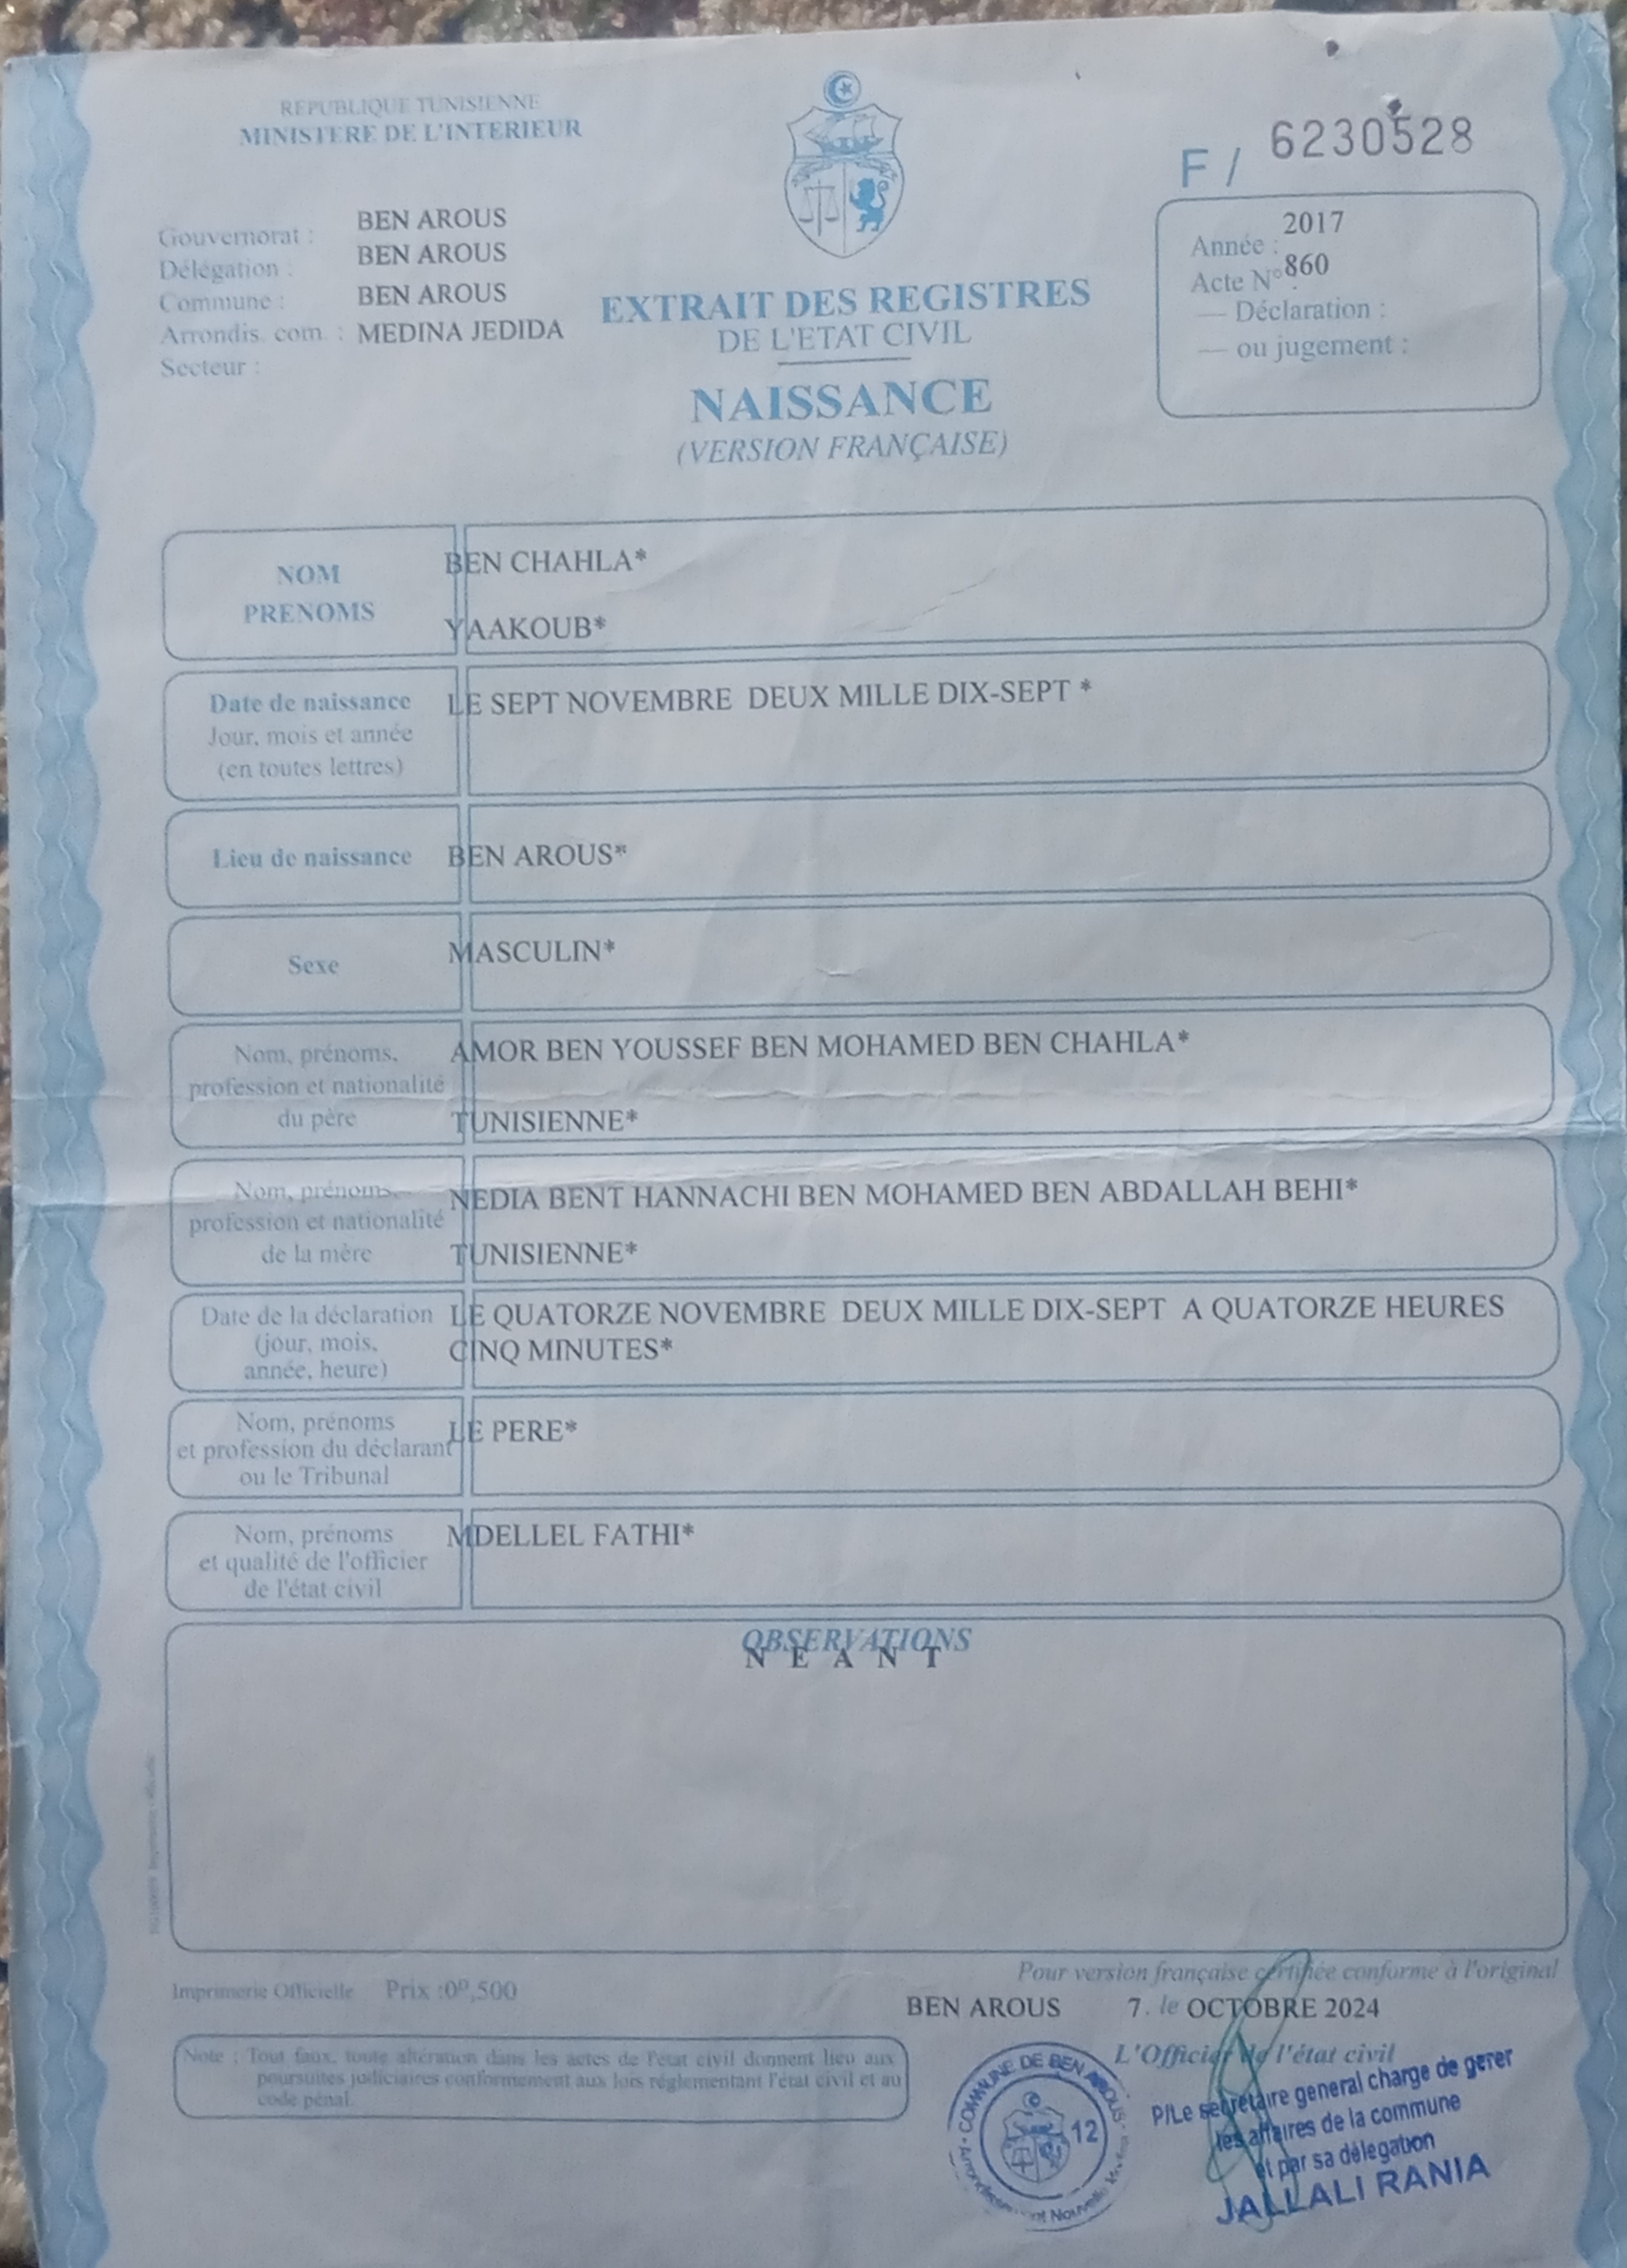 REPUBLIQUE TUNISIENNE
MINISTERE DE L'INTERIEUR
F / 6230528
Gouvernorat : BEN AROUS
Délégation : BEN AROUS
Commune : BEN AROUS
Arrondis. com. : MEDINA JEDIDA
Secteur :
EXTRAIT DES REGISTRES
DE L'ETAT CIVIL
NAISSANCE
(VERSION FRANÇAISE)
Année : 2017
Acte N° 860
— Déclaration :
— ou jugement :
NOM
PRENOMS
BEN CHAHLA*
YAAKOUB*
Date de naissance
Jour, mois et année
(en toutes lettres)
LE SEPT NOVEMBRE DEUX MILLE DIX-SEPT *
Lieu de naissance
BEN AROUS*
Sexe
MASCULIN*
Nom, prénoms,
profession et nationalité
du père
AMOR BEN YOUSSEF BEN MOHAMED BEN CHAHLA*
TUNISIENNE*
Nom, prénoms,
profession et nationalité
de la mère
NEDIA BENT HANNACHI BEN MOHAMED BEN ABDALLAH BEHI*
TUNISIENNE*
Date de la déclaration
(jour, mois,
année, heure)
LE QUATORZE NOVEMBRE DEUX MILLE DIX-SEPT A QUATORZE HEURES
CINQ MINUTES*
Nom, prénoms
et profession du déclarant
ou le Tribunal
LE PERE*
Nom, prénoms
et qualité de l'officier
de l'état civil
MDELLEL FATHI*
OBSERVATIONS
N E A N T
Pour version française certifiée conforme à l'original
Imprimerie Officielle Prix :0ᴰ,500
BEN AROUS 7. le OCTOBRE 2024
L'Officier de l'état civil
Note : Tout faux, toute altération dans les actes de l'état civil donnent lieu aux
poursuites judiciaires conformement aux lois réglementant l'état civil et au
code pénal.
COMMUNE DE BEN AROUS
12
P/Le secretaire general charge de gerer
les affaires de la commune
et par sa délegation
JALLALI RANIA